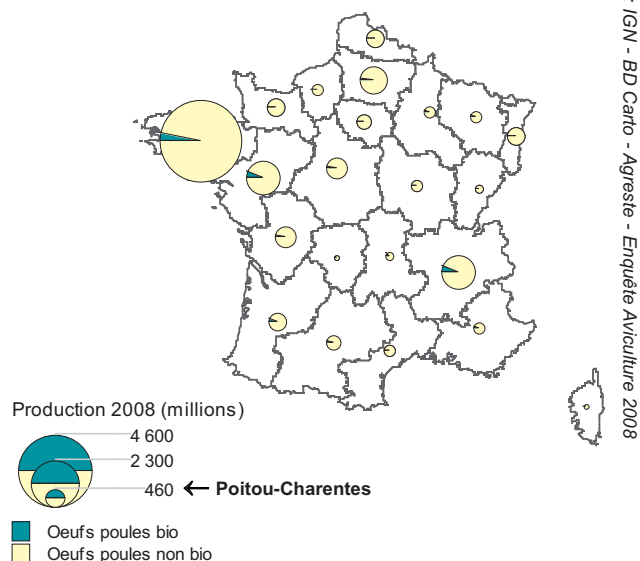 : IGN - BD Carto - Agreste - Enquête Aviculture 2008
Production 2008 (millions)
4 600
2 300
460 ← Poitou-Charentes
Oeufs poules bio
Oeufs poules non bio